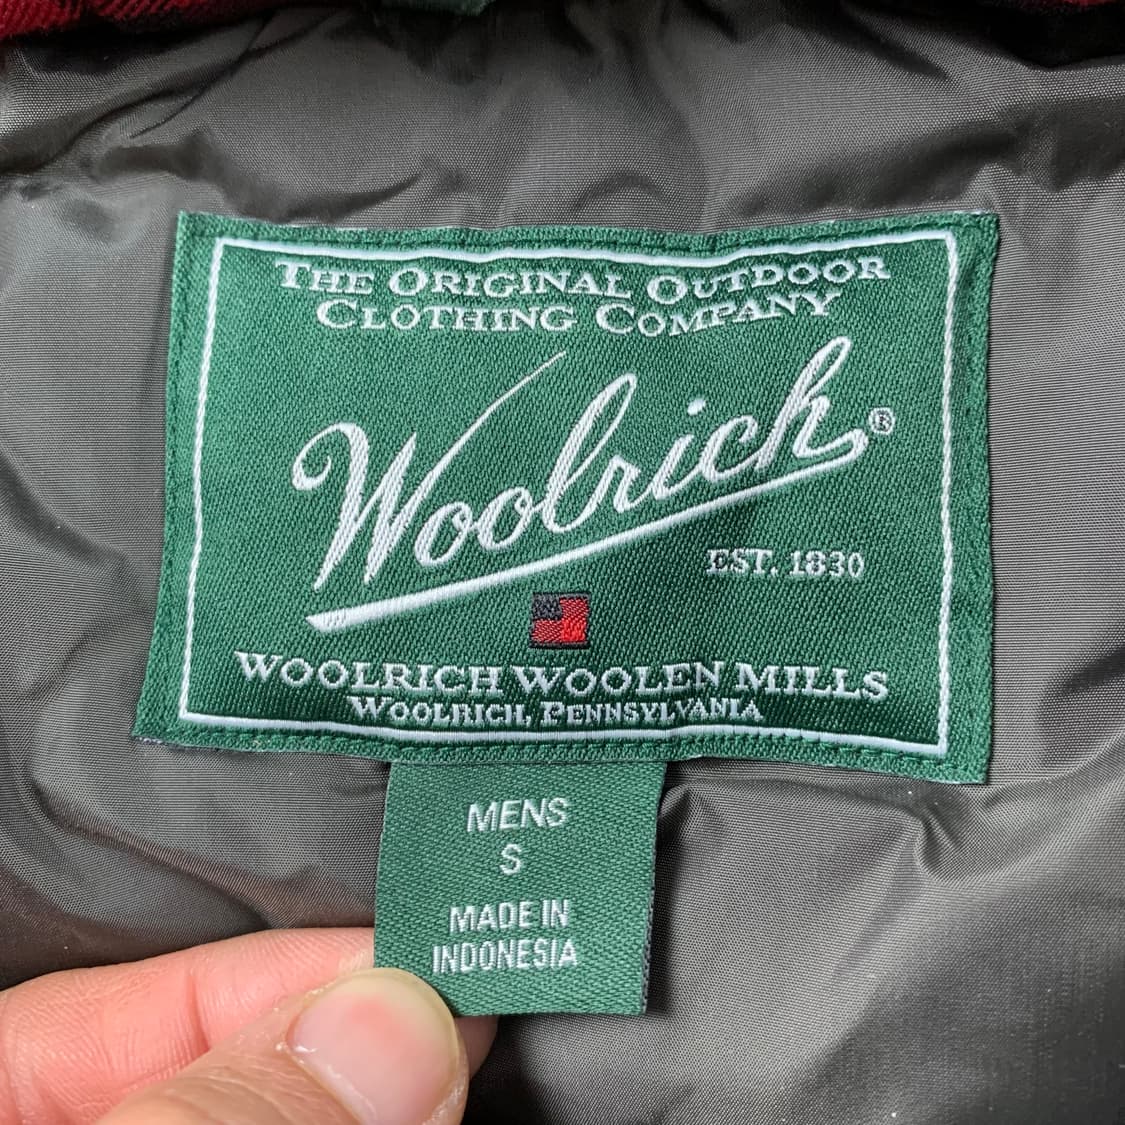 THE ORIGINAL OUTDOOR
CLOTHING COMPANY
Woolrich®
EST. 1830
WOOLRICH WOOLEN MILLS
WOOLRICH, PENNSYLVANIA
MENS
S
MADE IN
INDONESIA